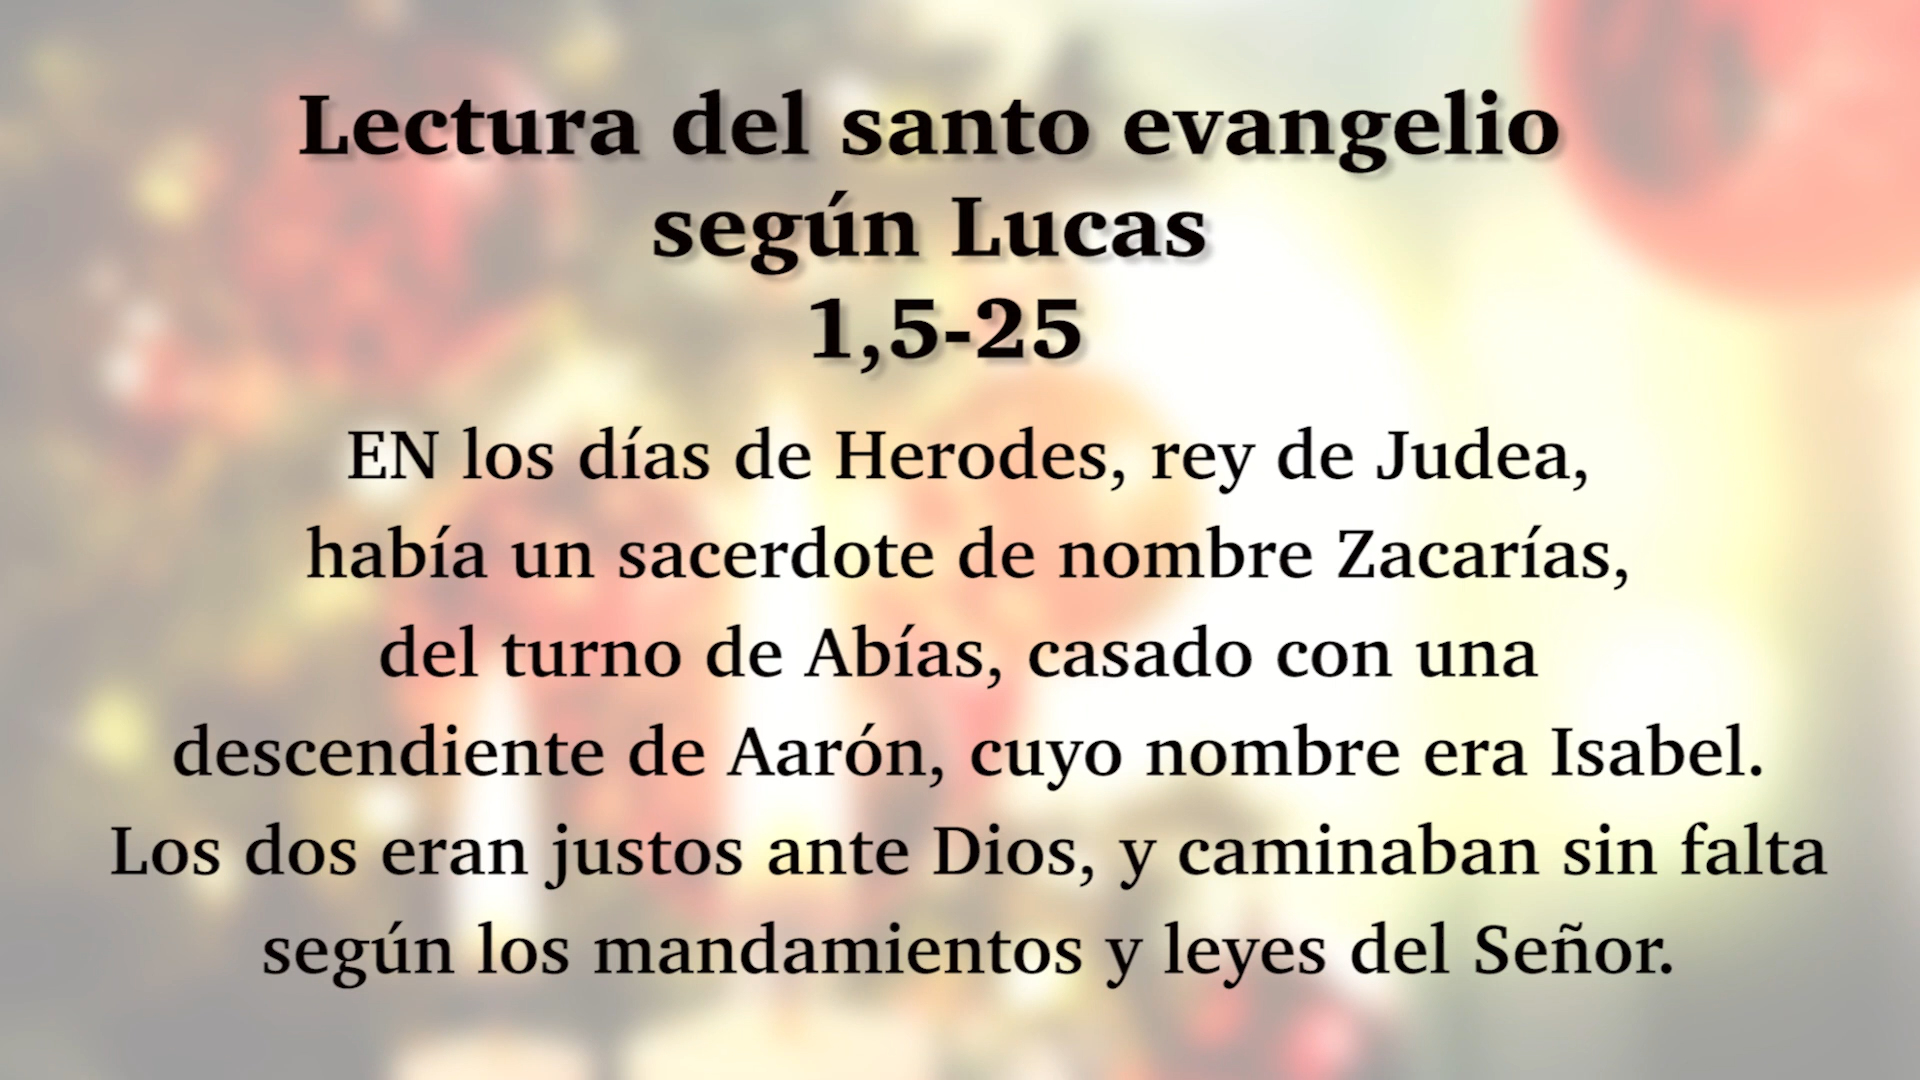 Lectura del santo evangelio
según Lucas
1,5-25
EN los días de Herodes, rey de Judea,
había un sacerdote de nombre Zacarías,
del turno de Abías, casado con una
descendiente de Aarón, cuyo nombre era Isabel.
Los dos eran justos ante Dios, y caminaban sin falta
según los mandamientos y leyes del Señor.